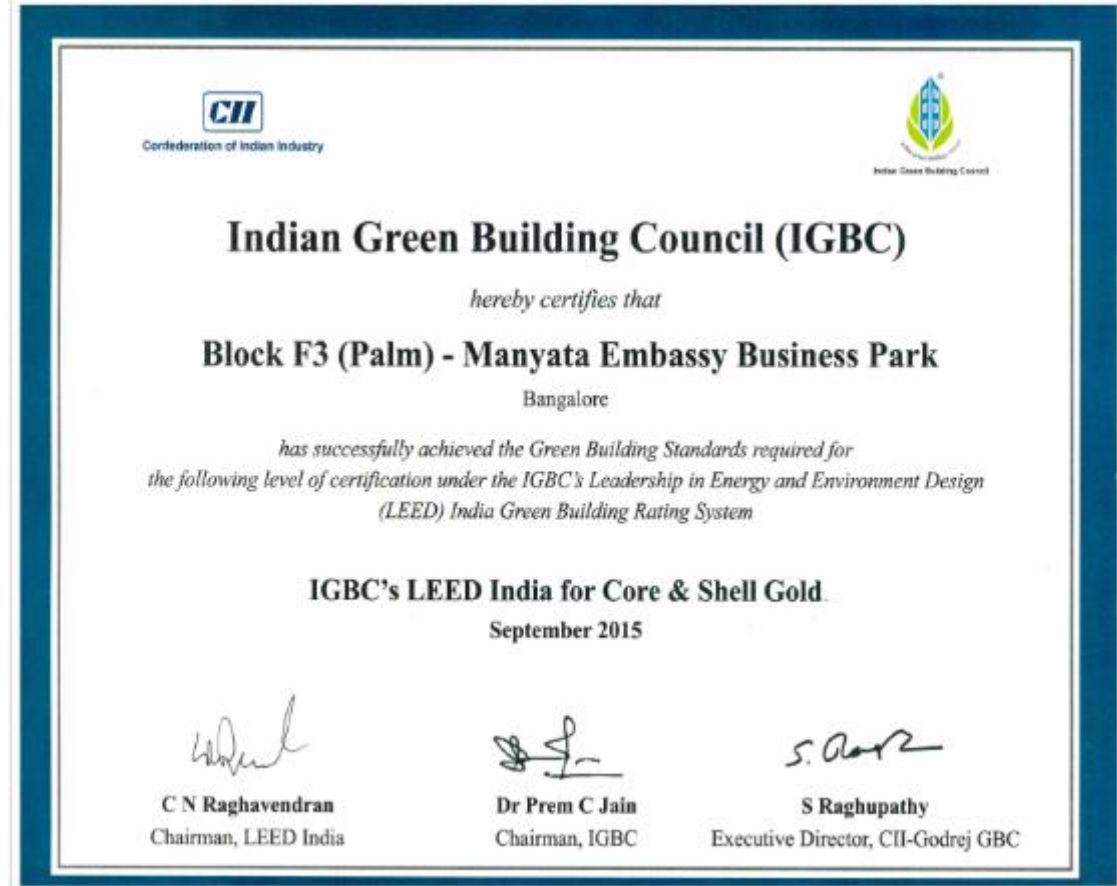 CII
Confederation of Indian Industry
Indian Green Building Council
Indian Green Building Council (IGBC)
hereby certifies that
Block F3 (Palm) - Manyata Embassy Business Park
Bangalore
has successfully achieved the Green Building Standards required for
the following level of certification under the IGBC's Leadership in Energy and Environment Design
(LEED) India Green Building Rating System
IGBC's LEED India for Core & Shell Gold
September 2015
C N Raghavendran
Chairman, LEED India
Dr Prem C Jain
Chairman, IGBC
S Raghupathy
Executive Director, CII-Godrej GBC